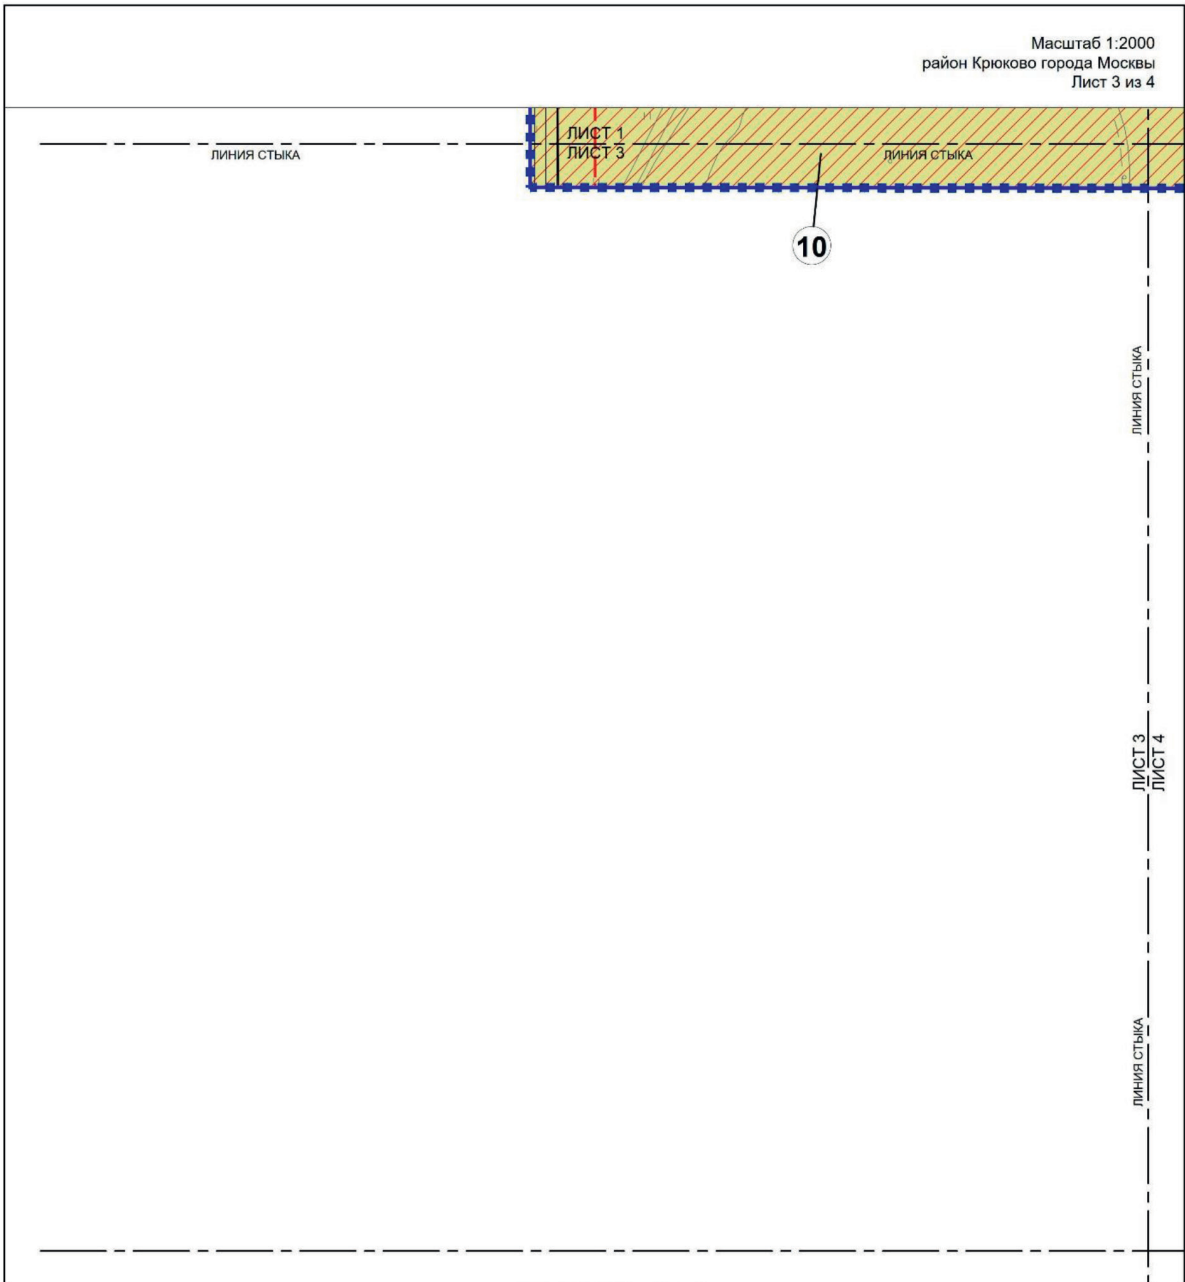 Масштаб 1:2000
район Крюково города Москвы
Лист 3 из 4
ЛИСТ 1
ЛИНИЯ СТЫКА
ЛИСТ 3
ЛИНИЯ СТЫКА
10
ЛИНИЯ СТЫКА
ЛИСТ 3
ЛИСТ 4
ЛИНИЯ СТЫКА